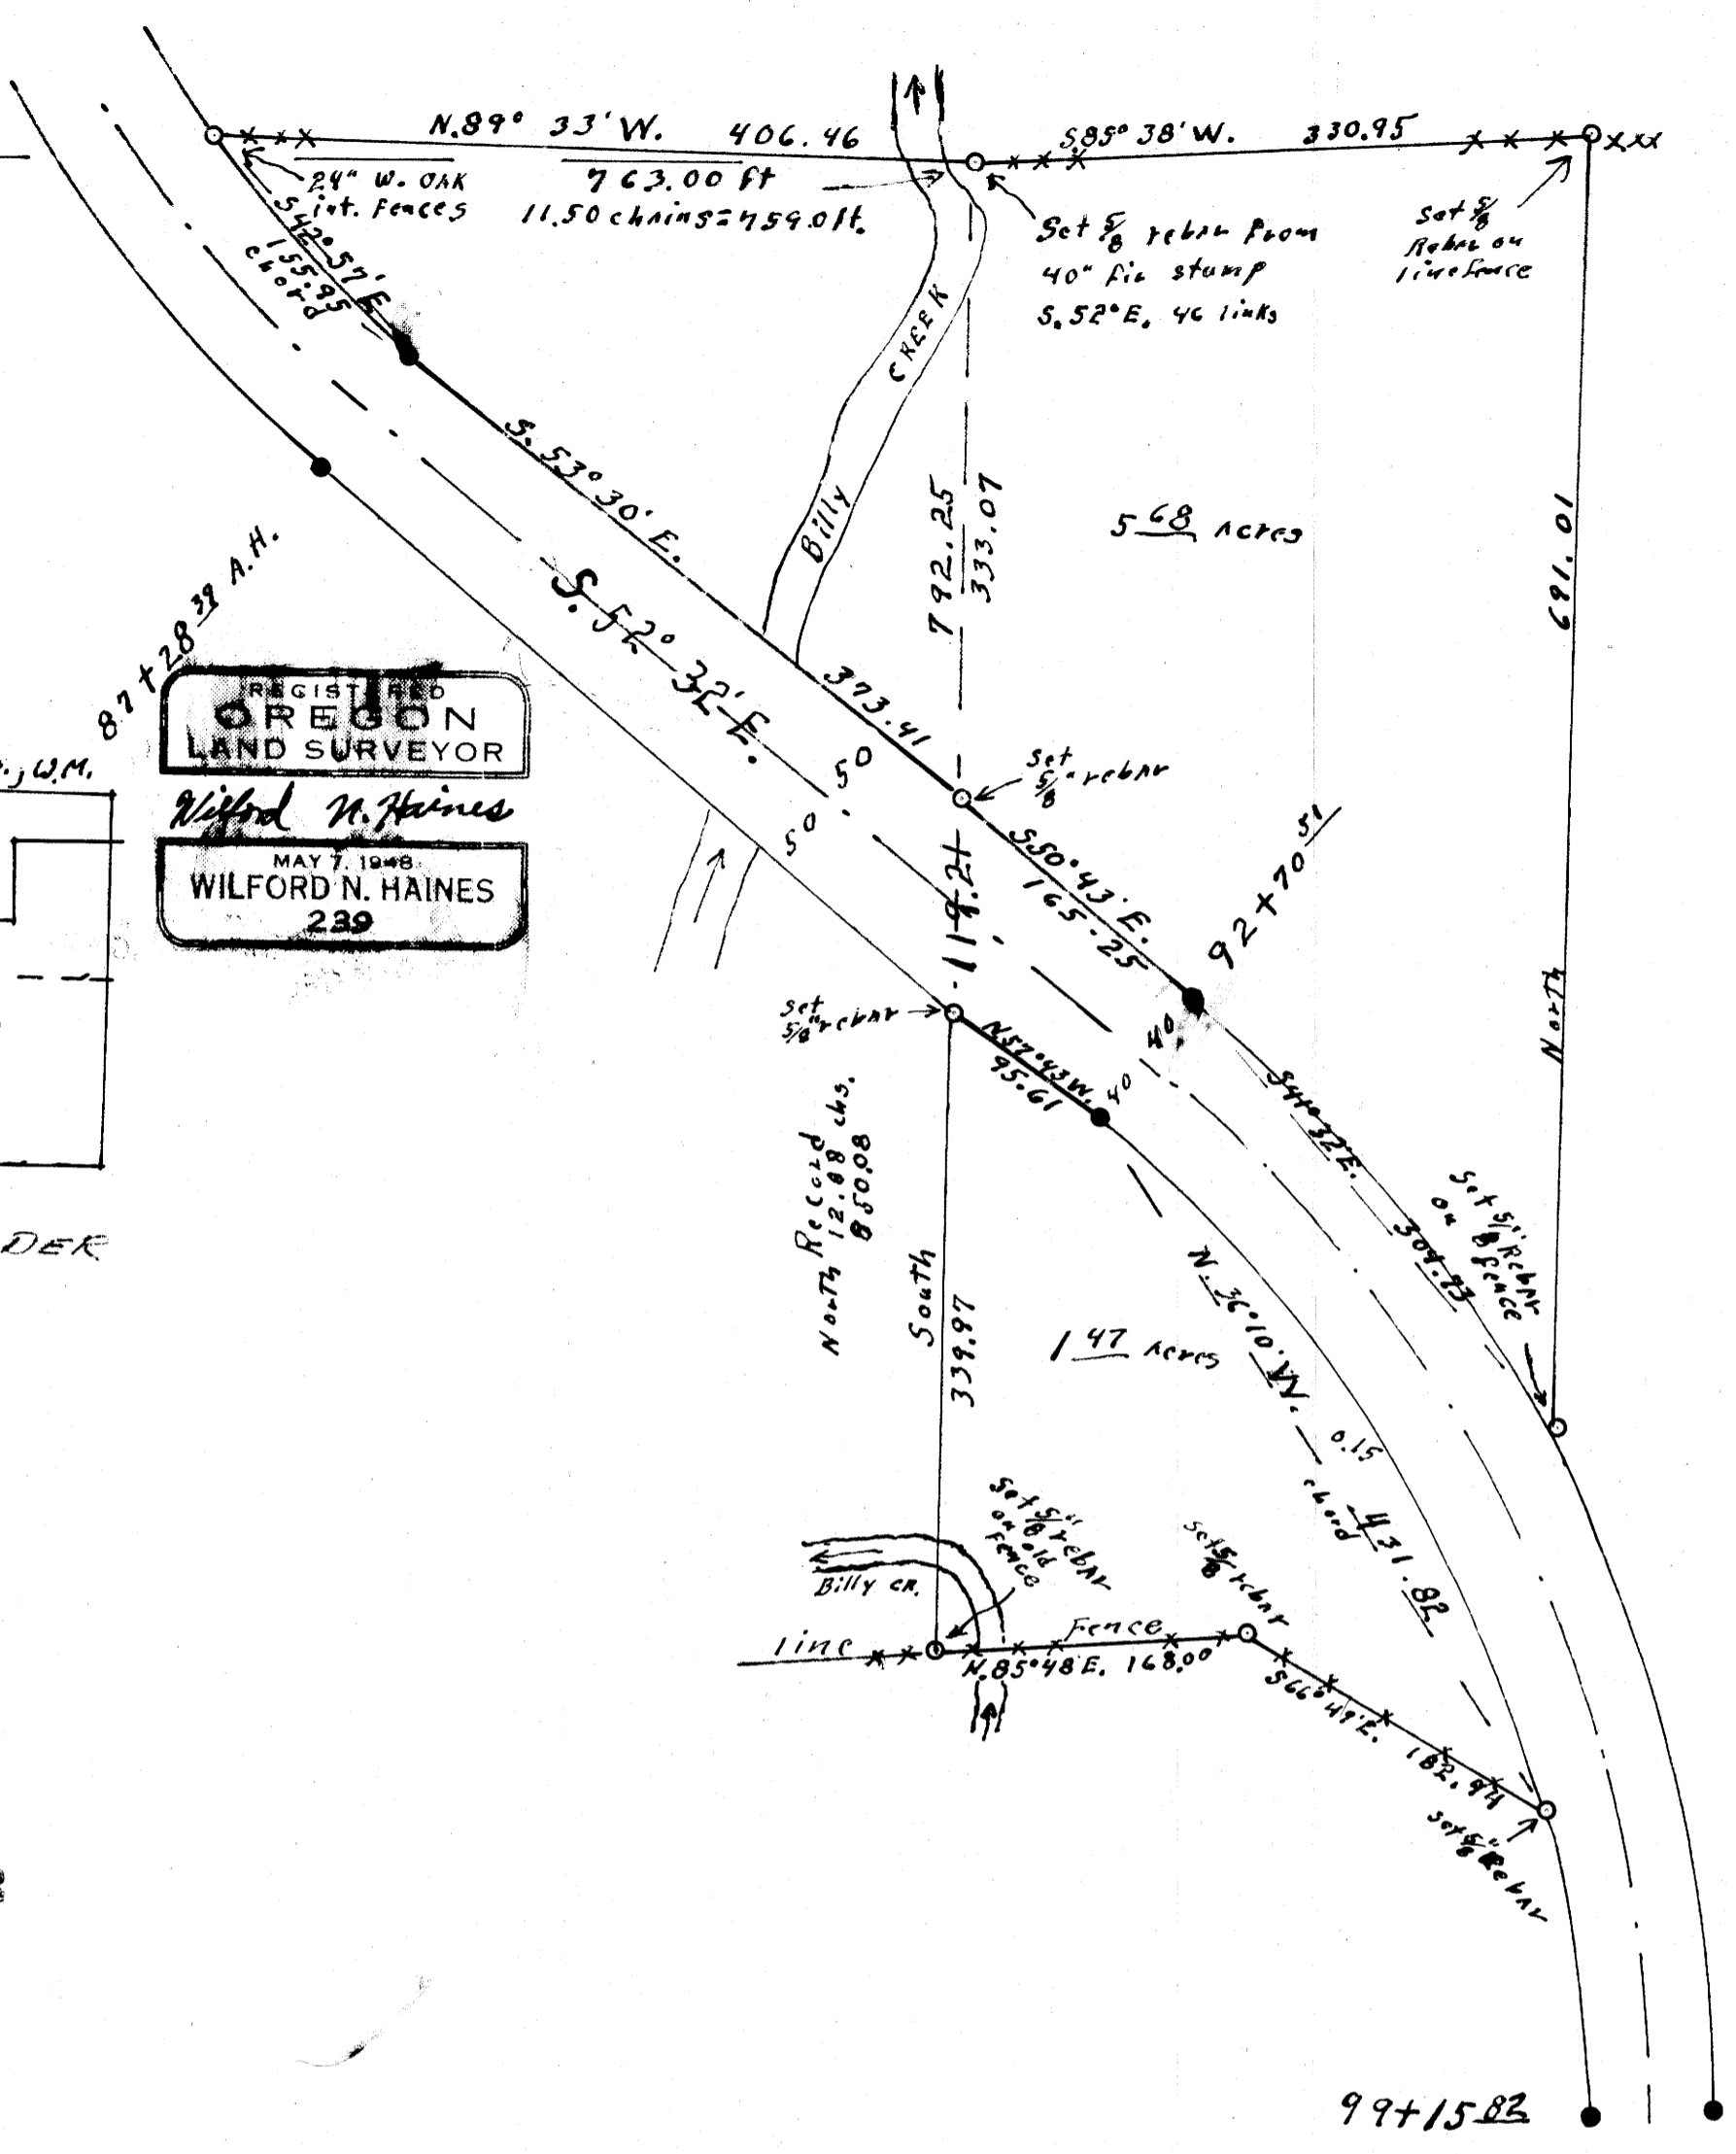 N.89° 33' W. 406.46
S85° 38' W. 330.95
24" W. OAK
int. Fences
763.00 ft
11.50 chains=759.0ft.
Set 5/8 rebar from
40" fir stump
S. 52° E. 46 links
Set 5/8
Rebar on
line fence
S. 42° 57' E
155.95
chord
Billy CREEK
S. 53° 30' E.
373.41
S. 52° 32' E.
792.25
333.07
5 68 Acres
691.01
North
87+28 39 A.H.
REGISTERED
OREGON
LAND SURVEYOR
Wilford N. Haines
MAY 7, 1948
WILFORD N. HAINES
239
., W.M.
50
50
Set
5/8" rebar
S50° 43' E.
165.25
92+70 51
119.21
set
5/8" rebar
N57° 43 W.
95.61
40
40
S44° 32' E.
304.73
Set 5/8" Rebar
on fence
North Record
12.88 chs.
850.08
DER
South
339.97
1 47 Acres
N. 36° 10' W.
0.15
chord 431.82
Set 5/8" rebar
on old
Fence
Set 5/8 rebar
Billy CR.
line
Fence
N.85° 48' E. 168.00
S66° 49' E. 182.94
set 5/8" Rebar
99+15 82